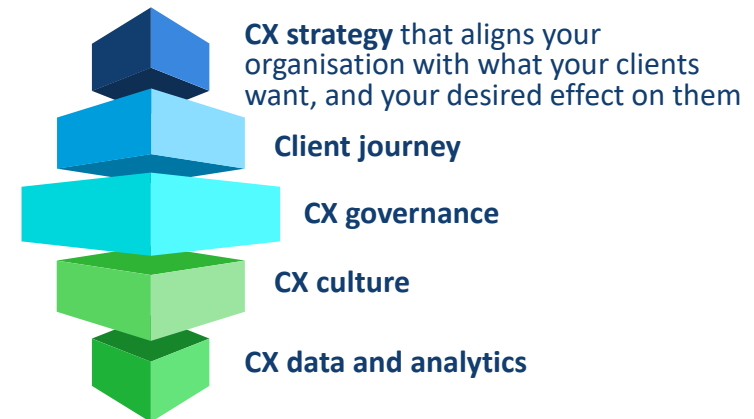 CX strategy that aligns your
organisation with what your clients
want, and your desired effect on them
Client journey
CX governance
CX culture
CX data and analytics